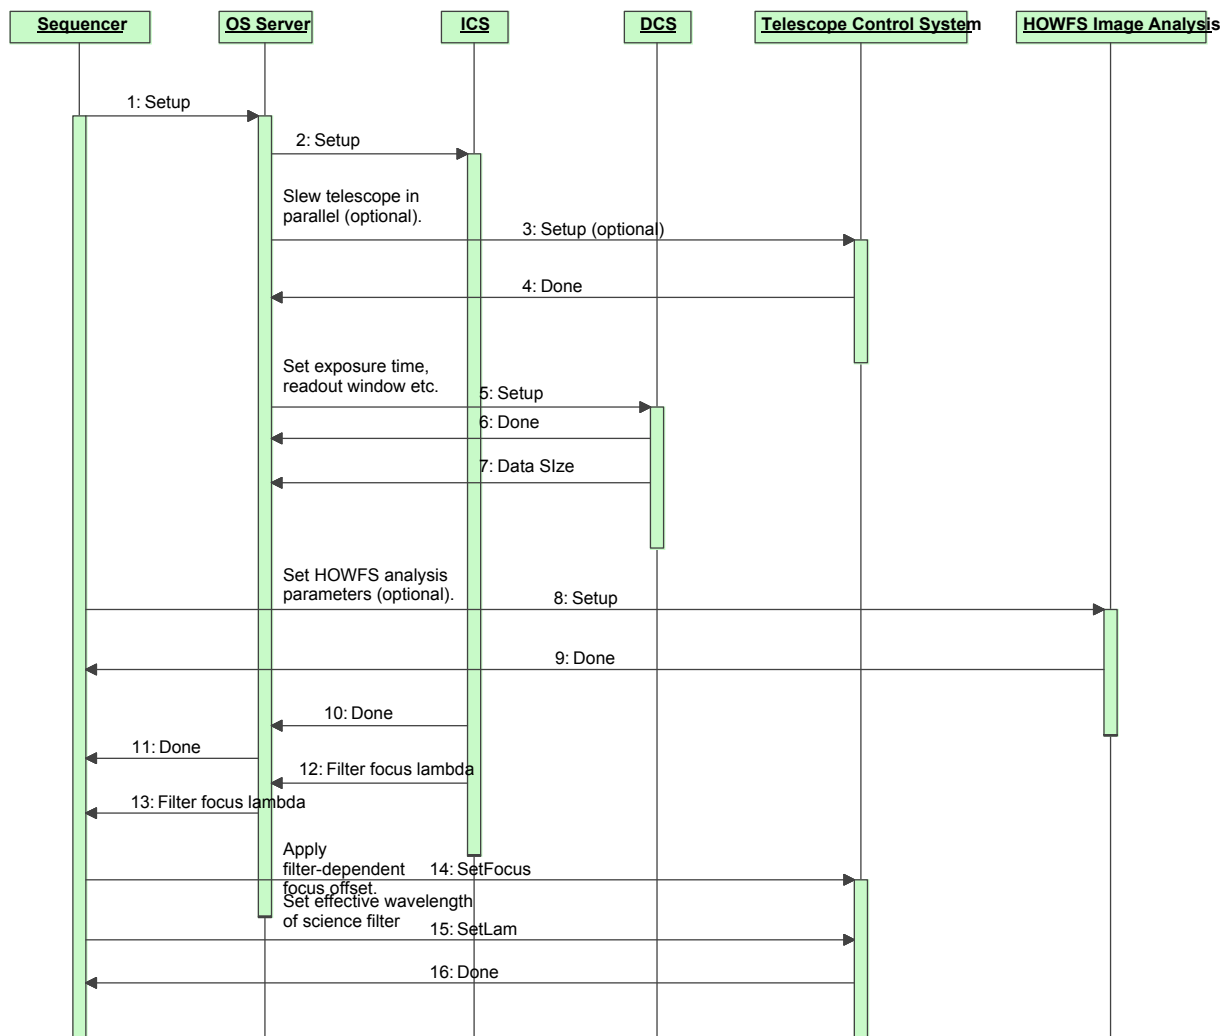 Sequencer
OS Server
ICS
DCS
Telescope Control System
HOWFS Image Analysis
1: Setup
2: Setup
Slew telescope in
parallel (optional).
3: Setup (optional)
4: Done
Set exposure time,
readout window etc.
5: Setup
6: Done
7: Data SIze
Set HOWFS analysis
parameters (optional).
8: Setup
9: Done
10: Done
11: Done
12: Filter focus lambda
13: Filter focus lambda
Apply
filter-dependent
focus offset.
14: SetFocus
Set effective wavelength
of science filter
15: SetLam
16: Done